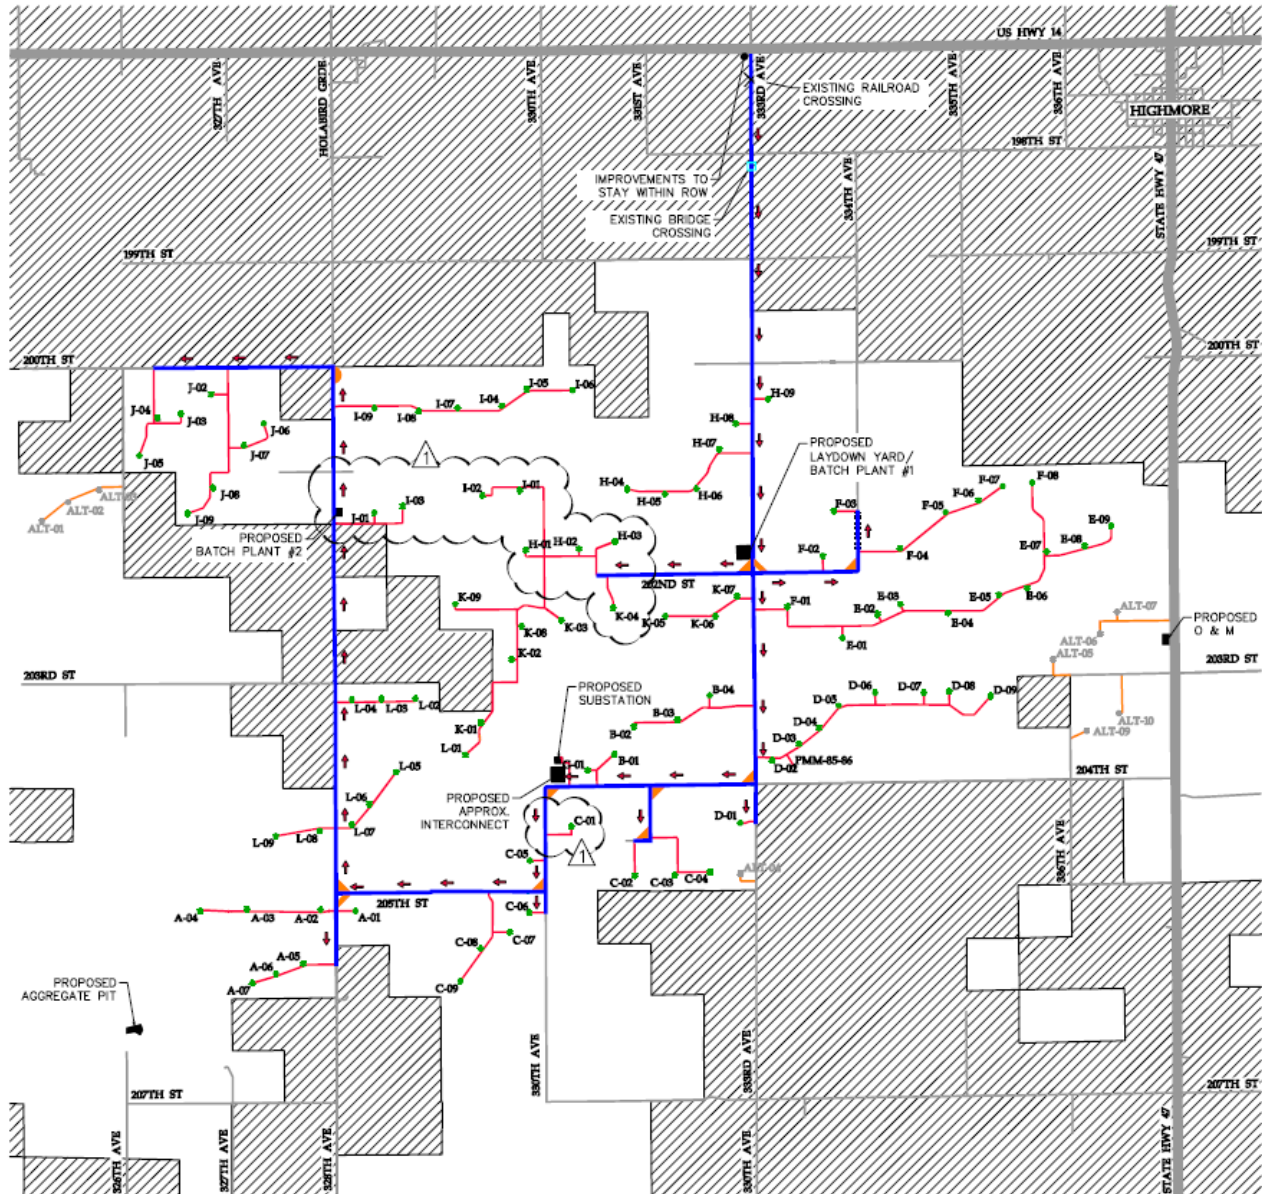 US HWY 14
327TH AVE
HOLABIRD GRDE
330TH AVE
331ST AVE
333RD AVE
335TH AVE
336TH AVE
EXISTING RAILROAD
CROSSING
HIGHMORE
198TH ST
334TH AVE
STATE HWY 47
IMPROVEMENTS TO
STAY WITHIN ROW
EXISTING BRIDGE
CROSSING
199TH ST
199TH ST
200TH ST
200TH ST
J-02
J-04
J-03
J-06
J-05
J-07
J-08
J-09
I-05
I-06
I-07
I-04
I-09
I-08
H-09
H-08
H-07
H-04
H-05
H-06
PROPOSED
LAYDOWN YARD/
BATCH PLANT #1
1
ALT-02
ALT-01
I-02
I-01
I-03
J-01
PROPOSED
BATCH PLANT #2
H-01
H-02
H-03
F-08
F-07
F-06
F-05
F-03
F-04
F-02
E-09
E-08
E-07
202ND ST
K-09
K-08
K-03
K-02
K-04
K-05
K-06
K-07
F-01
E-02
E-03
E-01
E-04
E-05
E-06
ALT-07
ALT-06
ALT-05
PROPOSED
O & M
203RD ST
203RD ST
L-04
L-03
L-02
K-01
L-01
PROPOSED
SUBSTATION
B-04
B-03
B-02
B-01
D-06
D-07
D-08
D-09
D-05
D-04
D-03
D-02
PMM-85-86
ALT-10
ALT-09
204TH ST
L-05
L-06
L-07
L-08
L-09
PROPOSED
APPROX.
INTERCONNECT
C-01
1
C-05
D-01
C-02
C-03
C-04
ALT-04
336TH AVE
205TH ST
A-04
A-03
A-02
A-01
C-06
C-07
C-08
C-09
A-05
A-06
A-07
PROPOSED
AGGREGATE PIT
330TH AVE
333RD AVE
207TH ST
207TH ST
326TH AVE
327TH AVE
328TH AVE
330TH AVE
STATE HWY 47